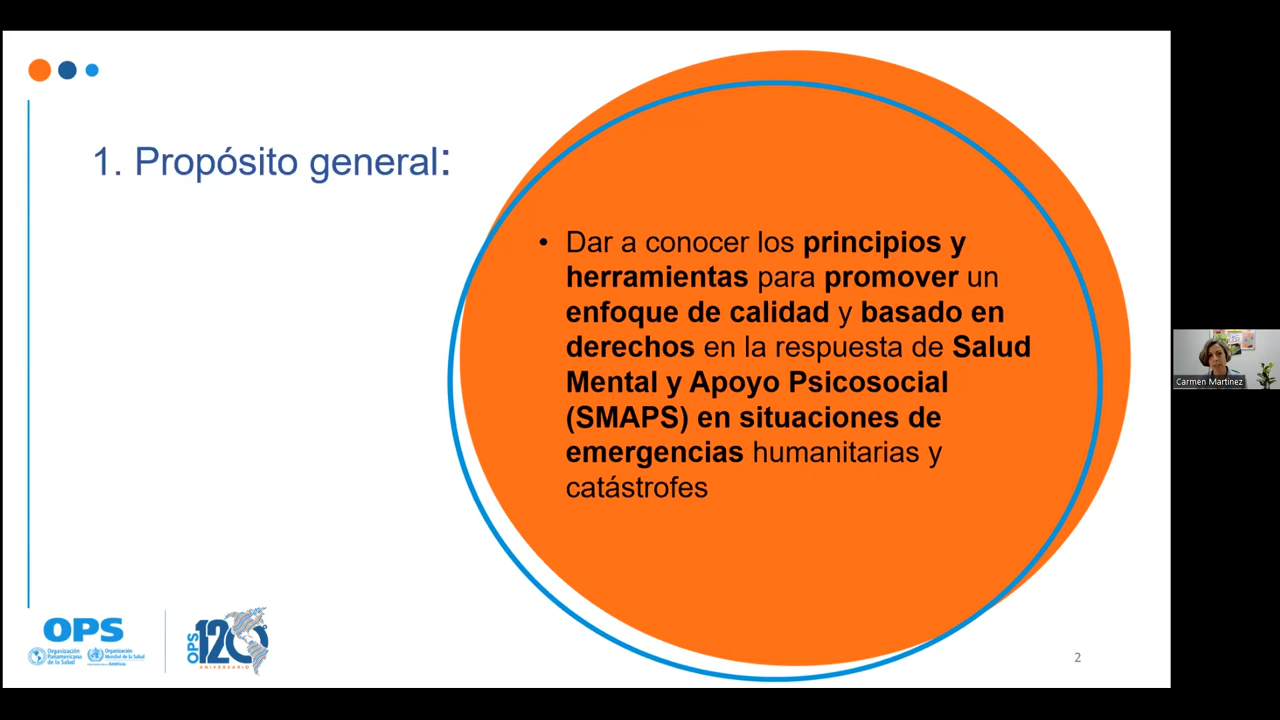 1. Propósito general:
• Dar a conocer los principios y
herramientas para promover un
enfoque de calidad y basado en
derechos en la respuesta de Salud
Mental y Apoyo Psicosocial
(SMAPS) en situaciones de
emergencias humanitarias y
catástrofes
Carmen Martinez
OPS
Organización
Panamericana
de la Salud
Organización
Mundial de la Salud
OPS
120
ANIVERSARIO
2